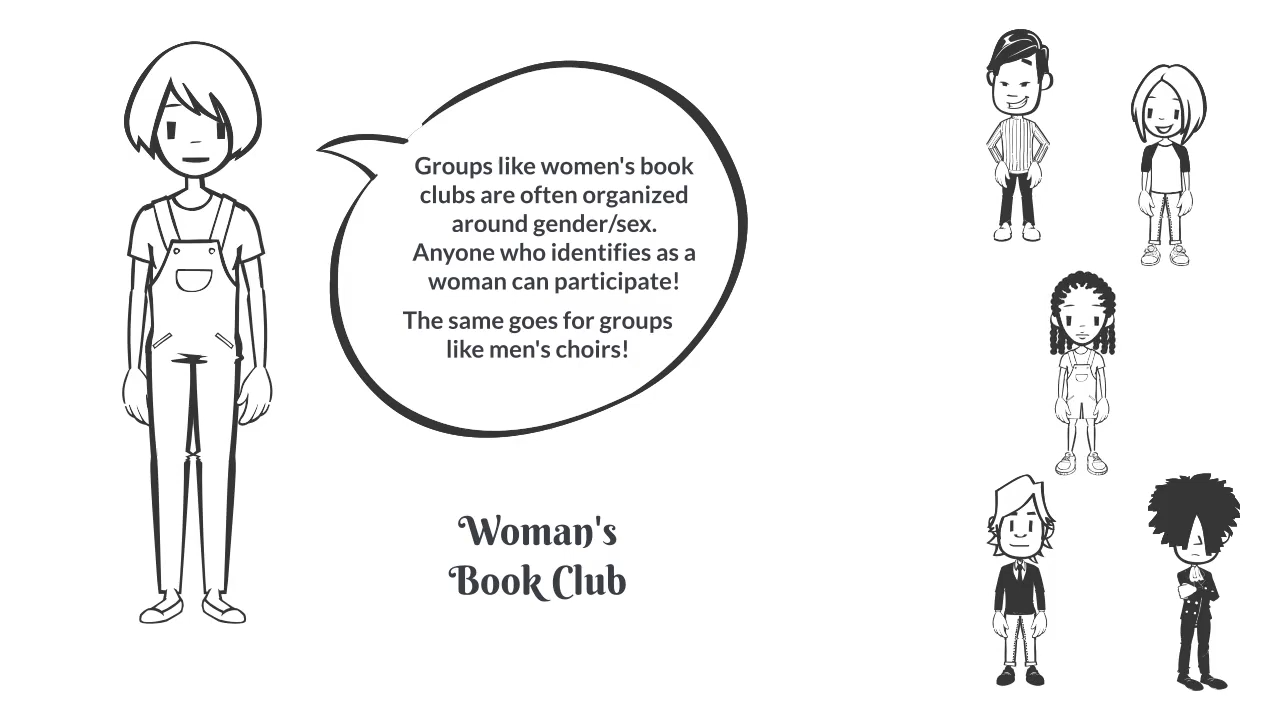 Groups like women's book
clubs are often organized
around gender/sex.
Anyone who identifies as a
woman can participate!
The same goes for groups
like men's choirs!
Woman's
Book Club